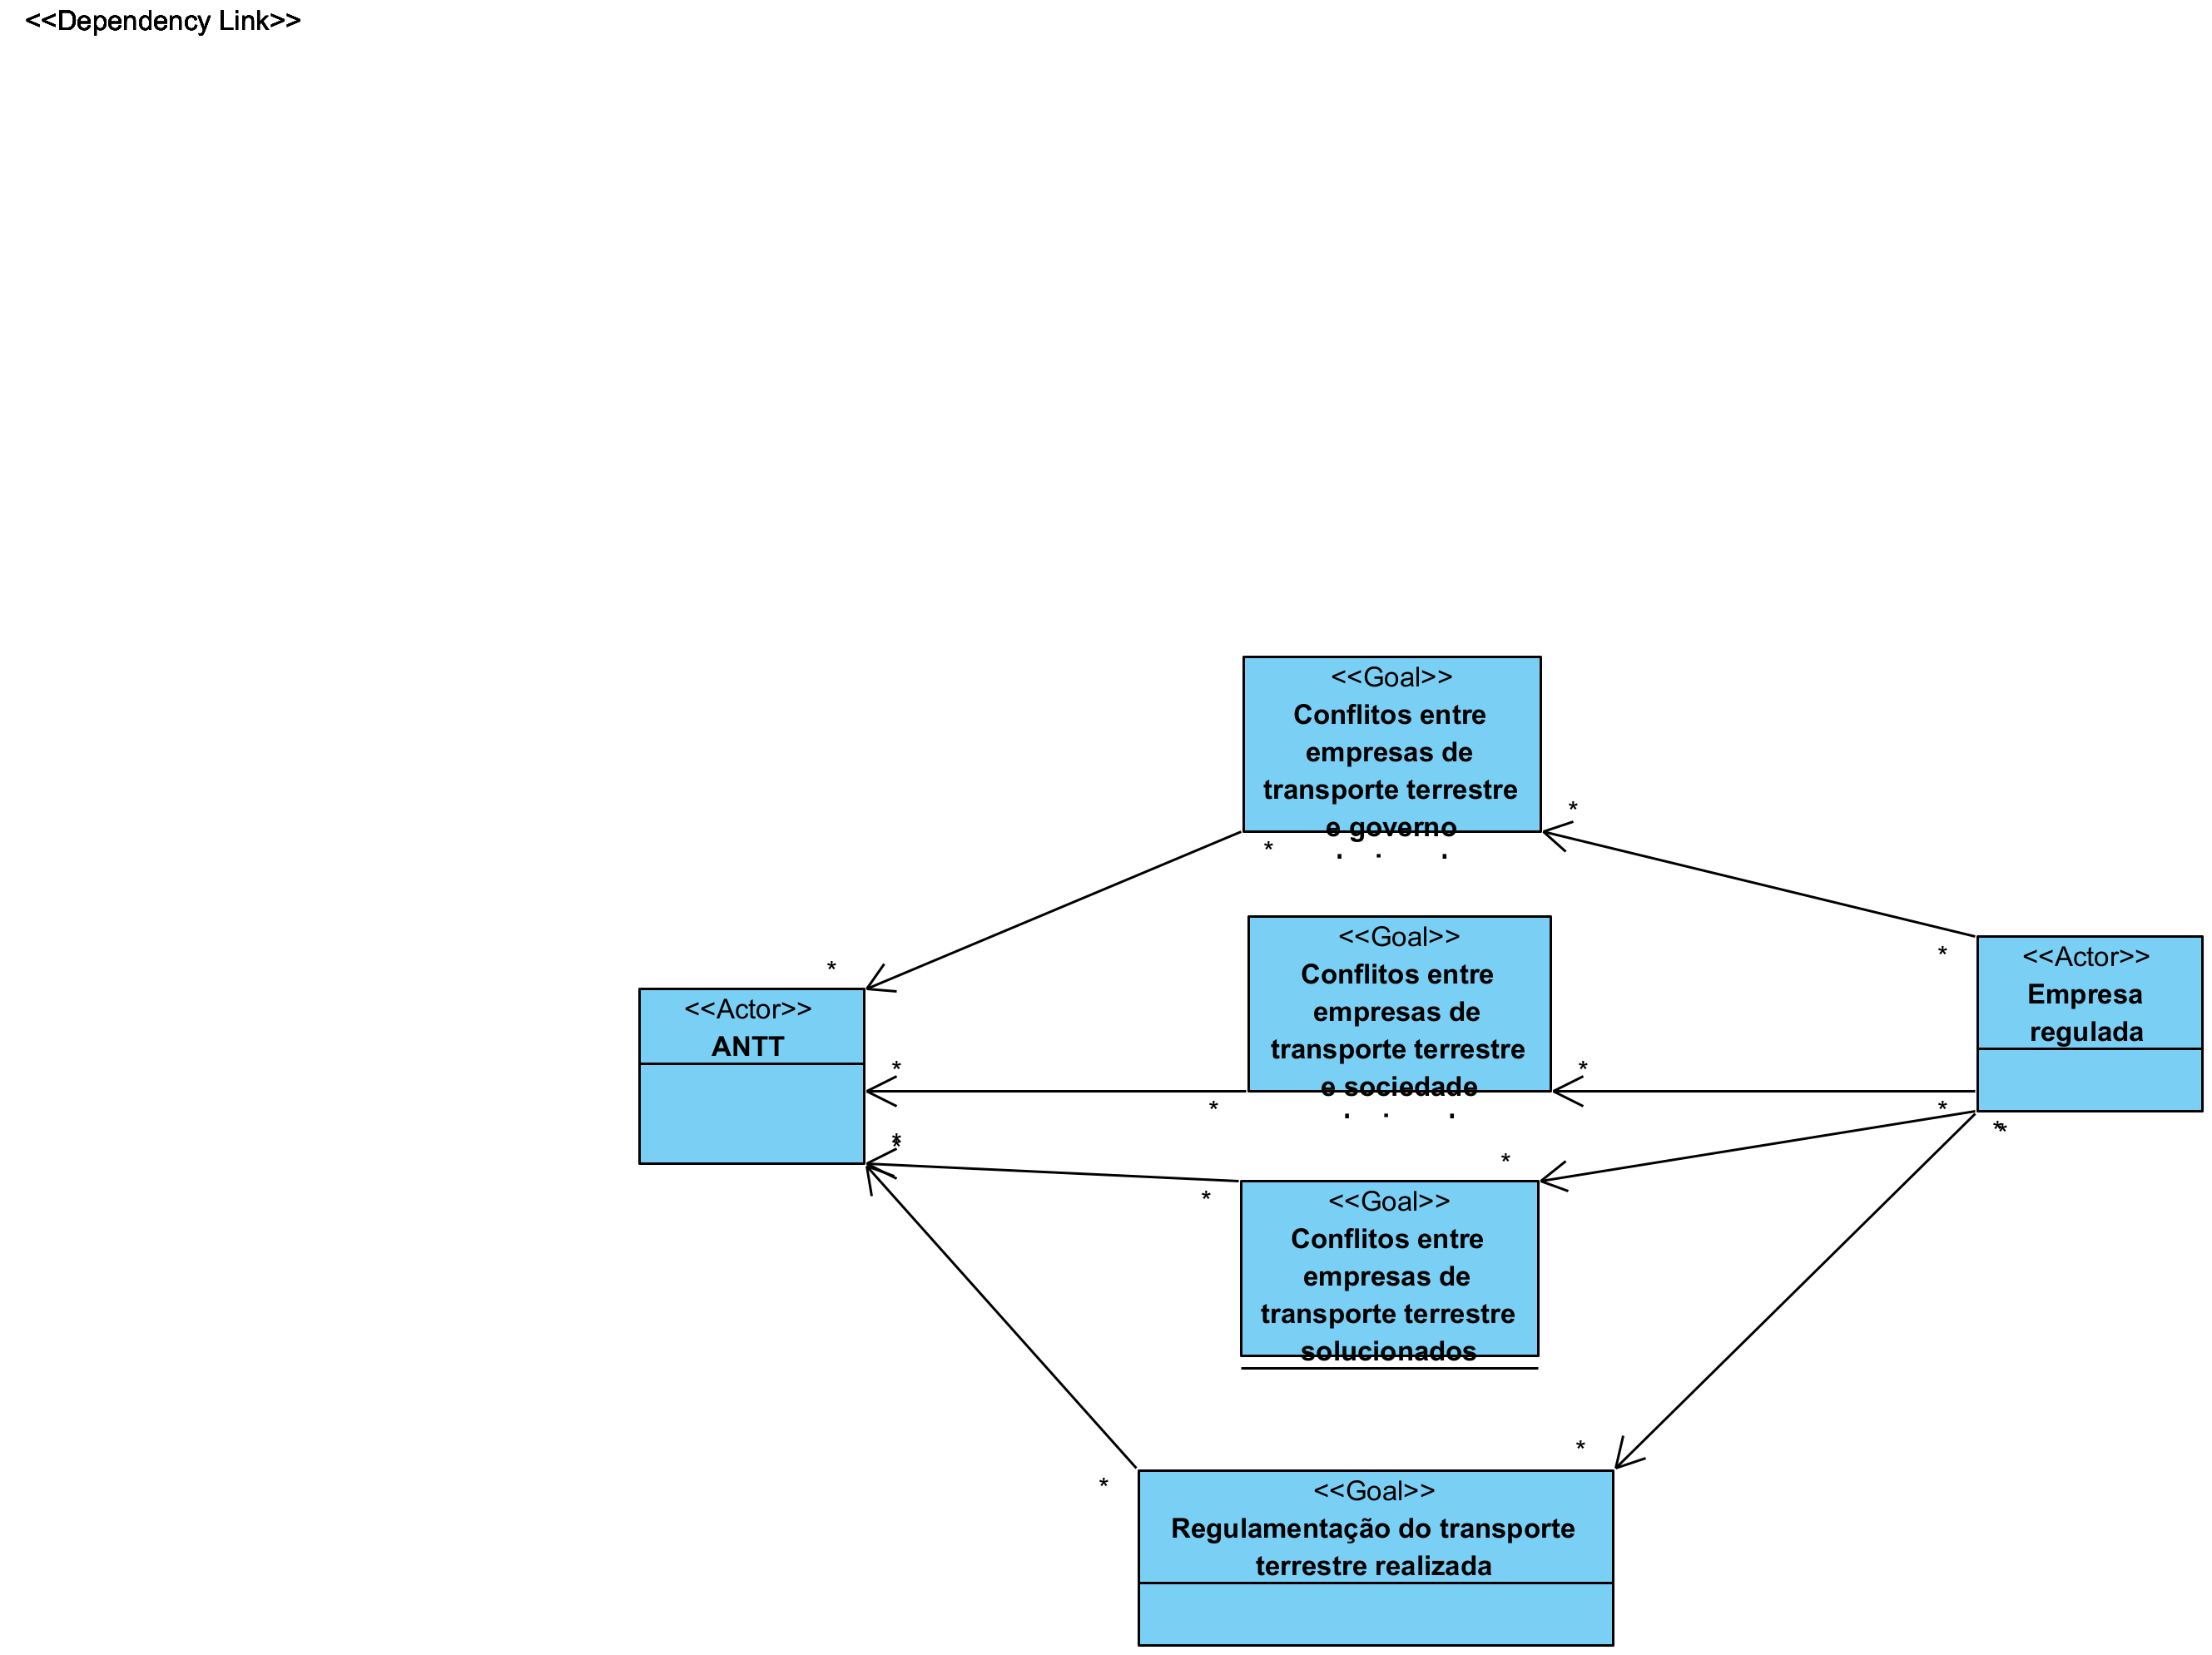 <<Dependency Link>>
<<Goal>>
Conflitos entre
empresas de
transporte terrestre
e governo
*
*
*
*
<<Goal>>
Conflitos entre
empresas de
transporte terrestre
e sociedade
<<Actor>>
Empresa
regulada
<<Actor>>
ANTT
*
*
*
*
*
*
*
*
*
*
*
*
<<Goal>>
Conflitos entre
empresas de
transporte terrestre
solucionados
<<Goal>>
Regulamentação do transporte
terrestre realizada